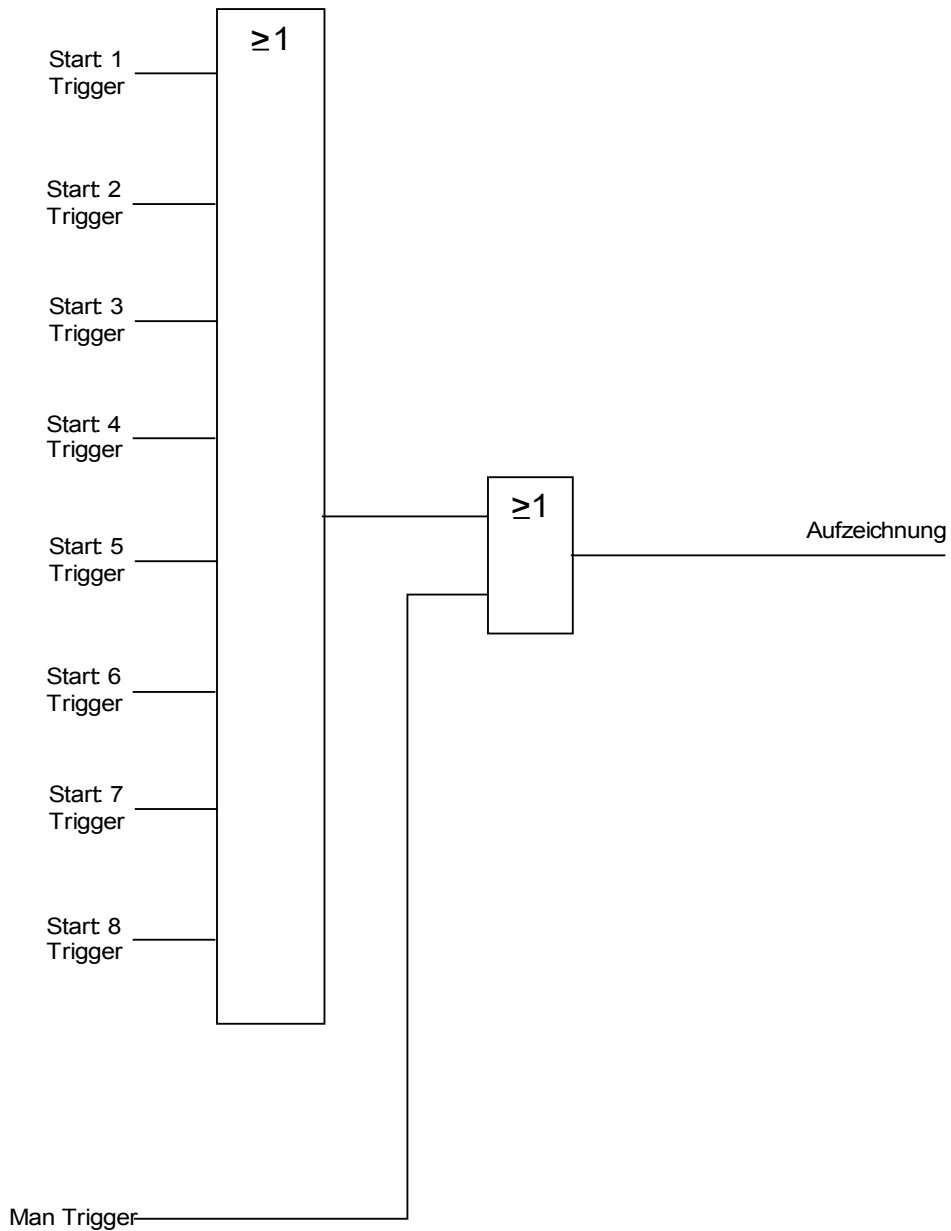 ≥1
Start 1
Trigger
Start 2
Trigger
Start 3
Trigger
Start 4
Trigger
≥1
Aufzeichnung
Start 5
Trigger
Start 6
Trigger
Start 7
Trigger
Start 8
Trigger
Man Trigger